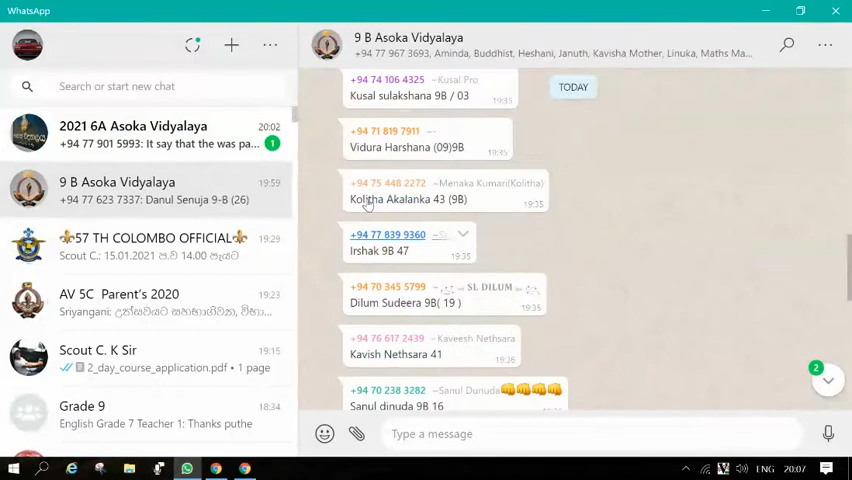 WhatsApp
Search or start new chat
2021 6A Asoka Vidyalaya 20:02
+94 77 901 5993: It say that the was pa... 1
9 B Asoka Vidyalaya 19:59
+94 77 623 7337: Danul Senuja 9-B (26)
57 TH COLOMBO OFFICIAL 19:29
Scout C.: 15.01.2021 ප.ව 14.00 පැයට
AV 5C Parent's 2020 19:23
Sriyangani: උත්සවයට සහභාගිවන, විභා...
Scout C. K Sir 19:15
2_day_course_application.pdf • 1 page
Grade 9 18:34
English Grade 7 Teacher 1: Thanks puthe
9 B Asoka Vidyalaya
+94 77 967 3693, Aminda, Buddhist, Heshani, Januth, Kavisha Mother, Linuka, Maths Ma...
TODAY
+94 74 106 4325 ~Kusal Pro
Kusal sulakshana 9B / 03 19:35
+94 71 819 7911 ~-
Vidura Harshana (09)9B 19:35
+94 75 448 2272 ~Menaka Kumari(Kolitha)
Kolitha Akalanka 43 (9B) 19:35
+94 77 839 9360
Irshak 9B 47 19:35
+94 70 345 5799 SL DILUM
Dilum Sudeera 9B( 19 ) 19:35
+94 76 617 2439 ~Kaveesh Nethsara
Kavish Nethsara 41 19:36
+94 70 238 3282 ~Sanul Dunuda👊👊👊👊
Sanul dinuda 9B 16
2
Type a message
ENG 20:07